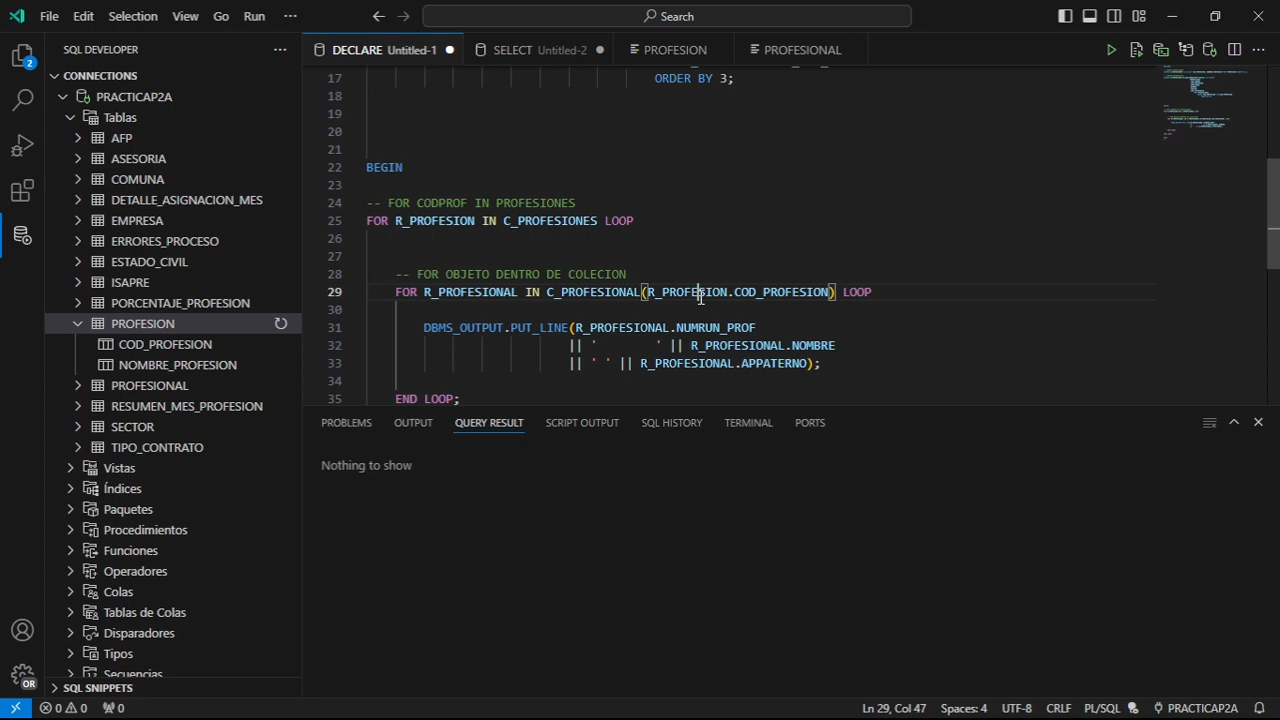 File Edit Selection View Go Run ··· Search
SQL DEVELOPER ···
DECLARE Untitled-1 SELECT Untitled-2 PROFESION PROFESIONAL
CONNECTIONS
PRACTICAP2A
Tablas
AFP
ASESORIA
COMUNA
DETALLE_ASIGNACION_MES
EMPRESA
ERRORES_PROCESO
ESTADO_CIVIL
ISAPRE
PORCENTAJE_PROFESION
PROFESION
COD_PROFESION
NOMBRE_PROFESION
PROFESIONAL
RESUMEN_MES_PROFESION
SECTOR
TIPO_CONTRATO
Vistas
Índices
Paquetes
Procedimientos
Funciones
Operadores
Colas
Tablas de Colas
Disparadores
Tipos
Secuencias
SQL SNIPPETS
17 ORDER BY 3;
18
19
20
21
22 BEGIN
23
24 -- FOR CODPROF IN PROFESIONES
25 FOR R_PROFESION IN C_PROFESIONES LOOP
26
27
28 -- FOR OBJETO DENTRO DE COLECION
29 FOR R_PROFESIONAL IN C_PROFESIONAL(R_PROFESION.COD_PROFESION) LOOP
30
31 DBMS_OUTPUT.PUT_LINE(R_PROFESIONAL.NUMRUN_PROF
32 || '        ' || R_PROFESIONAL.NOMBRE
33 || ' ' || R_PROFESIONAL.APPATERNO);
34
35 END LOOP;
PROBLEMS OUTPUT QUERY RESULT SCRIPT OUTPUT SQL HISTORY TERMINAL PORTS
Nothing to show
2
OR
0 0 0 Ln 29, Col 47 Spaces: 4 UTF-8 CRLF PL/SQL PRACTICAP2A